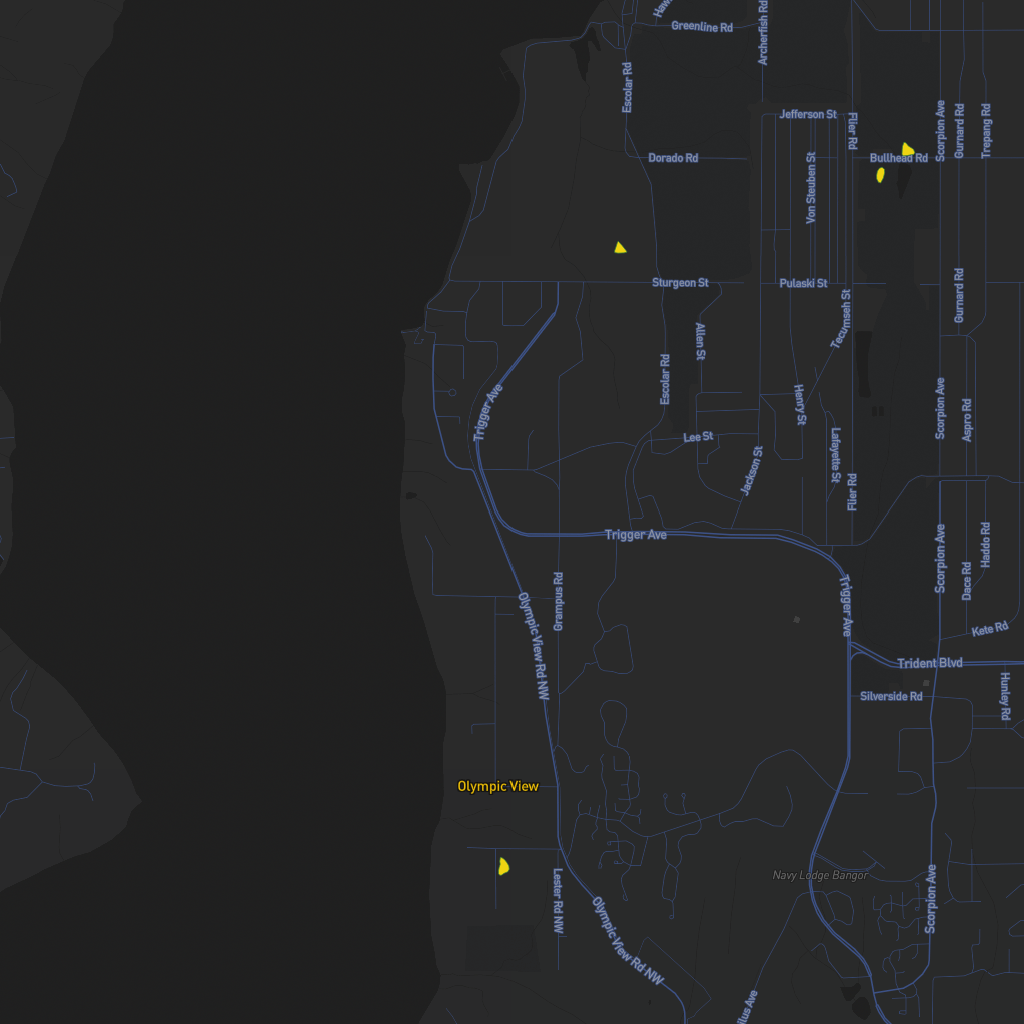 Haw
Greenline Rd
Archerfish Rd
Escolar Rd
Jefferson St
Flier Rd
Scorpion Ave
Gurnard Rd
Trepang Rd
Dorado Rd
Bullhead Rd
Von Steuben St
Sturgeon St
Pulaski St
Gurnard Rd
Tecumseh St
Allen St
Escolar Rd
Trigger Ave
Henry St
Scorpion Ave
Aspro Rd
Lee St
Lafayette St
Jackson St
Flier Rd
Trigger Ave
Scorpion Ave
Haddo Rd
Dace Rd
Grampus Rd
Trigger Ave
Olympic View Rd NW
Kete Rd
Trident Blvd
Silverside Rd
Hunley Rd
Olympic View
Navy Lodge Bangor
Lester Rd NW
Scorpion Ave
Olympic View Rd NW
ilus Ave